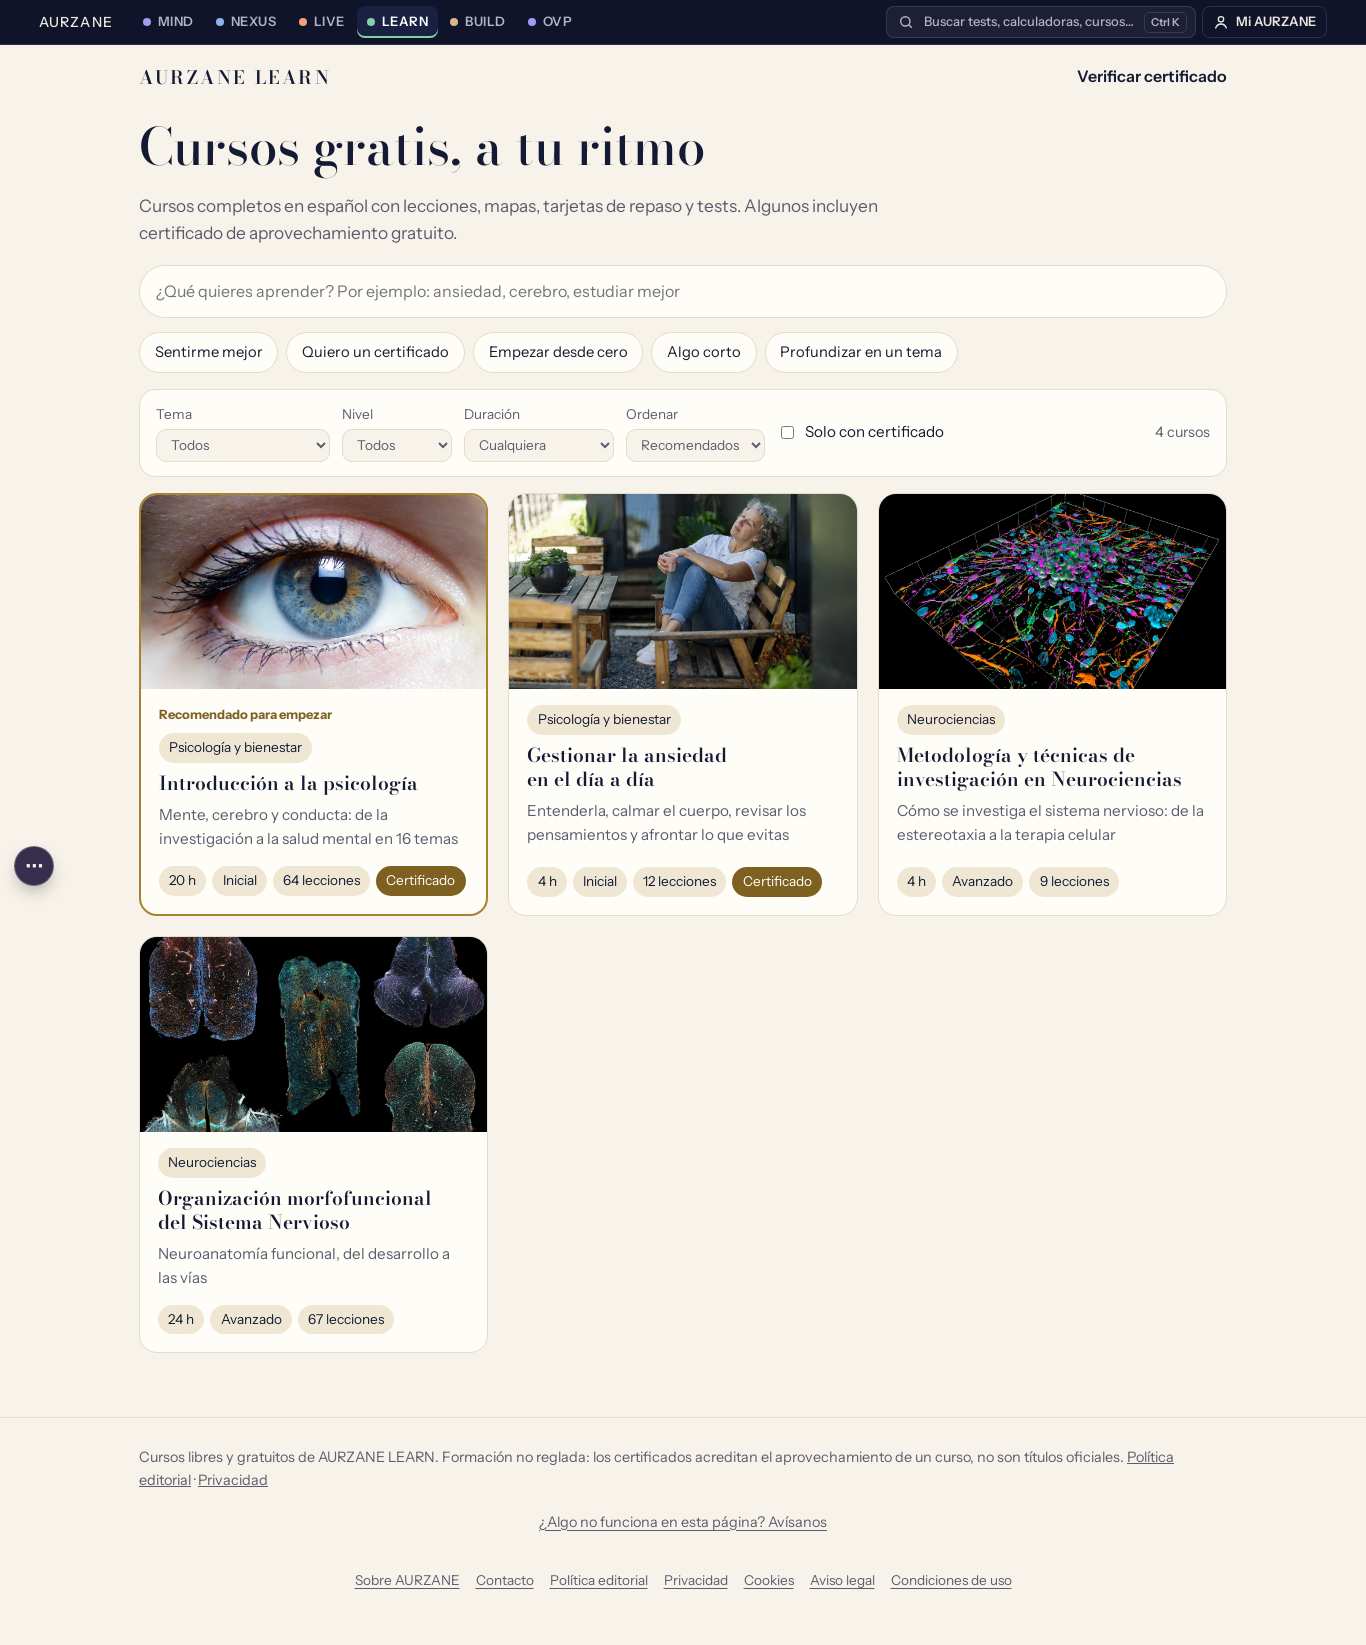 AURZANE
MIND
NEXUS
LIVE
LEARN
BUILD
OVP
Buscar tests, calculadoras, cursos...
Ctrl K
Mi AURZANE
AURZANE LEARN
Verificar certificado
Cursos gratis, a tu ritmo
Cursos completos en español con lecciones, mapas, tarjetas de repaso y tests. Algunos incluyen
certificado de aprovechamiento gratuito.
¿Qué quieres aprender? Por ejemplo: ansiedad, cerebro, estudiar mejor
Sentirme mejor
Quiero un certificado
Empezar desde cero
Algo corto
Profundizar en un tema
Tema
Nivel
Duración
Ordenar
Todos
Todos
Cualquiera
Recomendados
Solo con certificado
4 cursos
Recomendado para empezar
Psicología y bienestar
Introducción a la psicología
Mente, cerebro y conducta: de la
investigación a la salud mental en 16 temas
20 h
Inicial
64 lecciones
Certificado
Psicología y bienestar
Gestionar la ansiedad
en el día a día
Entenderla, calmar el cuerpo, revisar los
pensamientos y afrontar lo que evitas
4 h
Inicial
12 lecciones
Certificado
Neurociencias
Metodología y técnicas de
investigación en Neurociencias
Cómo se investiga el sistema nervioso: de la
estereotaxia a la terapia celular
4 h
Avanzado
9 lecciones
Neurociencias
Organización morfofuncional
del Sistema Nervioso
Neuroanatomía funcional, del desarrollo a
las vías
24 h
Avanzado
67 lecciones
Cursos libres y gratuitos de AURZANE LEARN. Formación no reglada: los certificados acreditan el aprovechamiento de un curso, no son títulos oficiales. Política
editorial · Privacidad
¿Algo no funciona en esta página? Avísanos
Sobre AURZANE
Contacto
Política editorial
Privacidad
Cookies
Aviso legal
Condiciones de uso